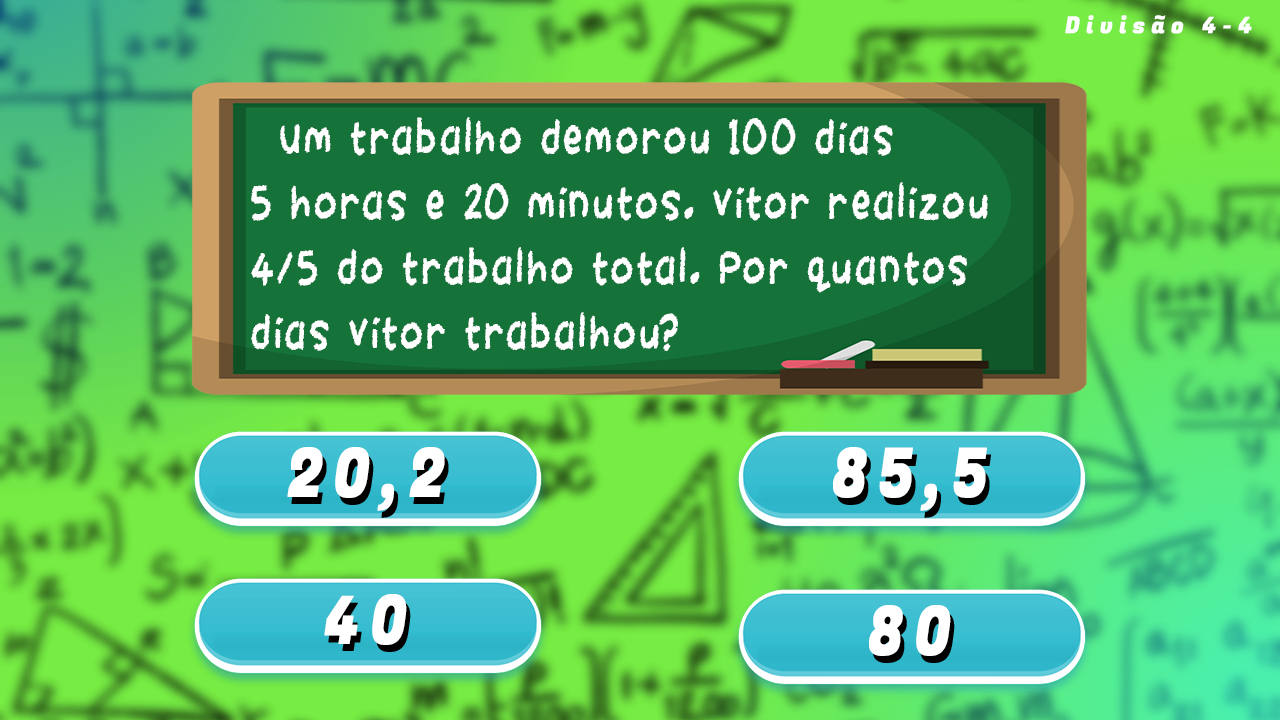 Divisão 4-4
Um trabalho demorou 100 dias
5 horas e 20 minutos. Vitor realizou
4/5 do trabalho total. Por quantos
dias Vitor trabalhou?
20,2
85,5
40
80